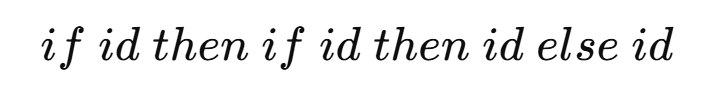 if id then if id then id else id